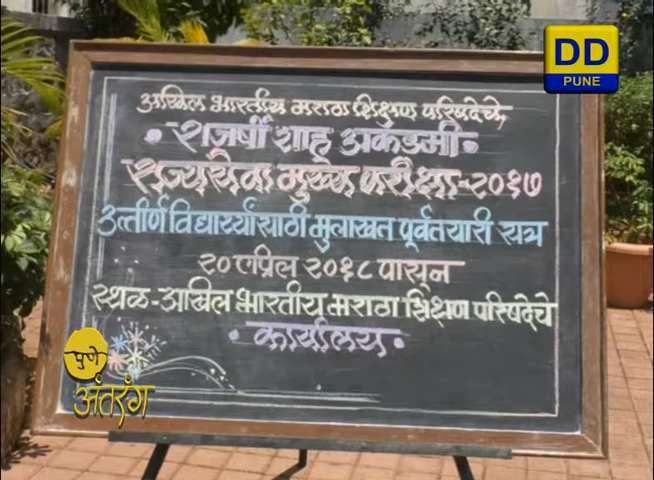 DD
PUNE
अखिल भारतीय मराठा शिक्षण परिषदेचे,
• राजर्षी शाहू अकॅडमी •
राज्यसेवा मुख्य परीक्षा-२०१७
उत्तीर्ण विद्यार्थ्यांसाठी मुलाखत पूर्वतयारी सत्र
२० एप्रिल २०१८ पासून
स्थळ-अखिल भारतीय मराठा शिक्षण परिषदेचे
• कार्यालय •
पुणे
अंतरंग